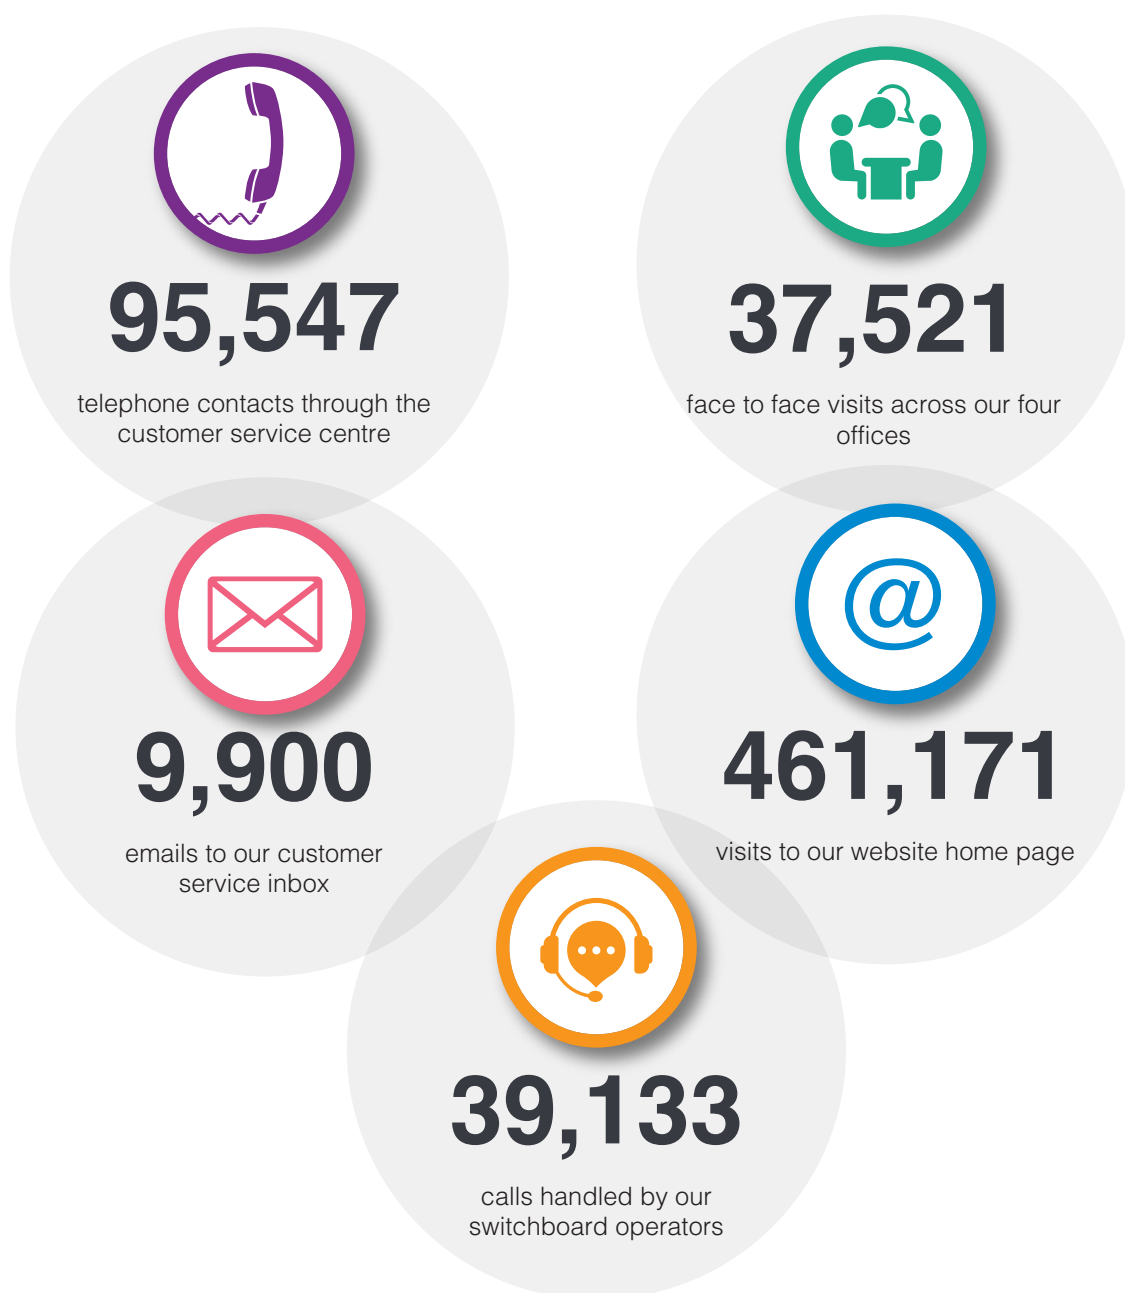 95,547
telephone contacts through the
customer service centre
37,521
face to face visits across our four
offices
9,900
emails to our customer
service inbox
@
461,171
visits to our website home page
39,133
calls handled by our
switchboard operators